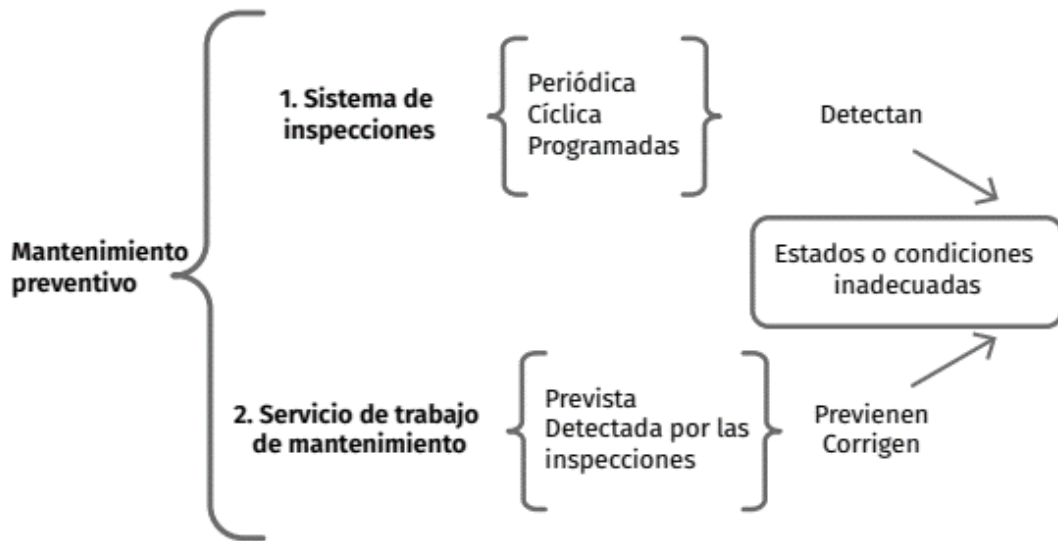 Mantenimiento
preventivo
1. Sistema de
inspecciones
Periódica
Cíclica
Programadas
Detectan
Estados o condiciones
inadecuadas
2. Servicio de trabajo
de mantenimiento
Prevista
Detectada por las
inspecciones
Previenen
Corrigen